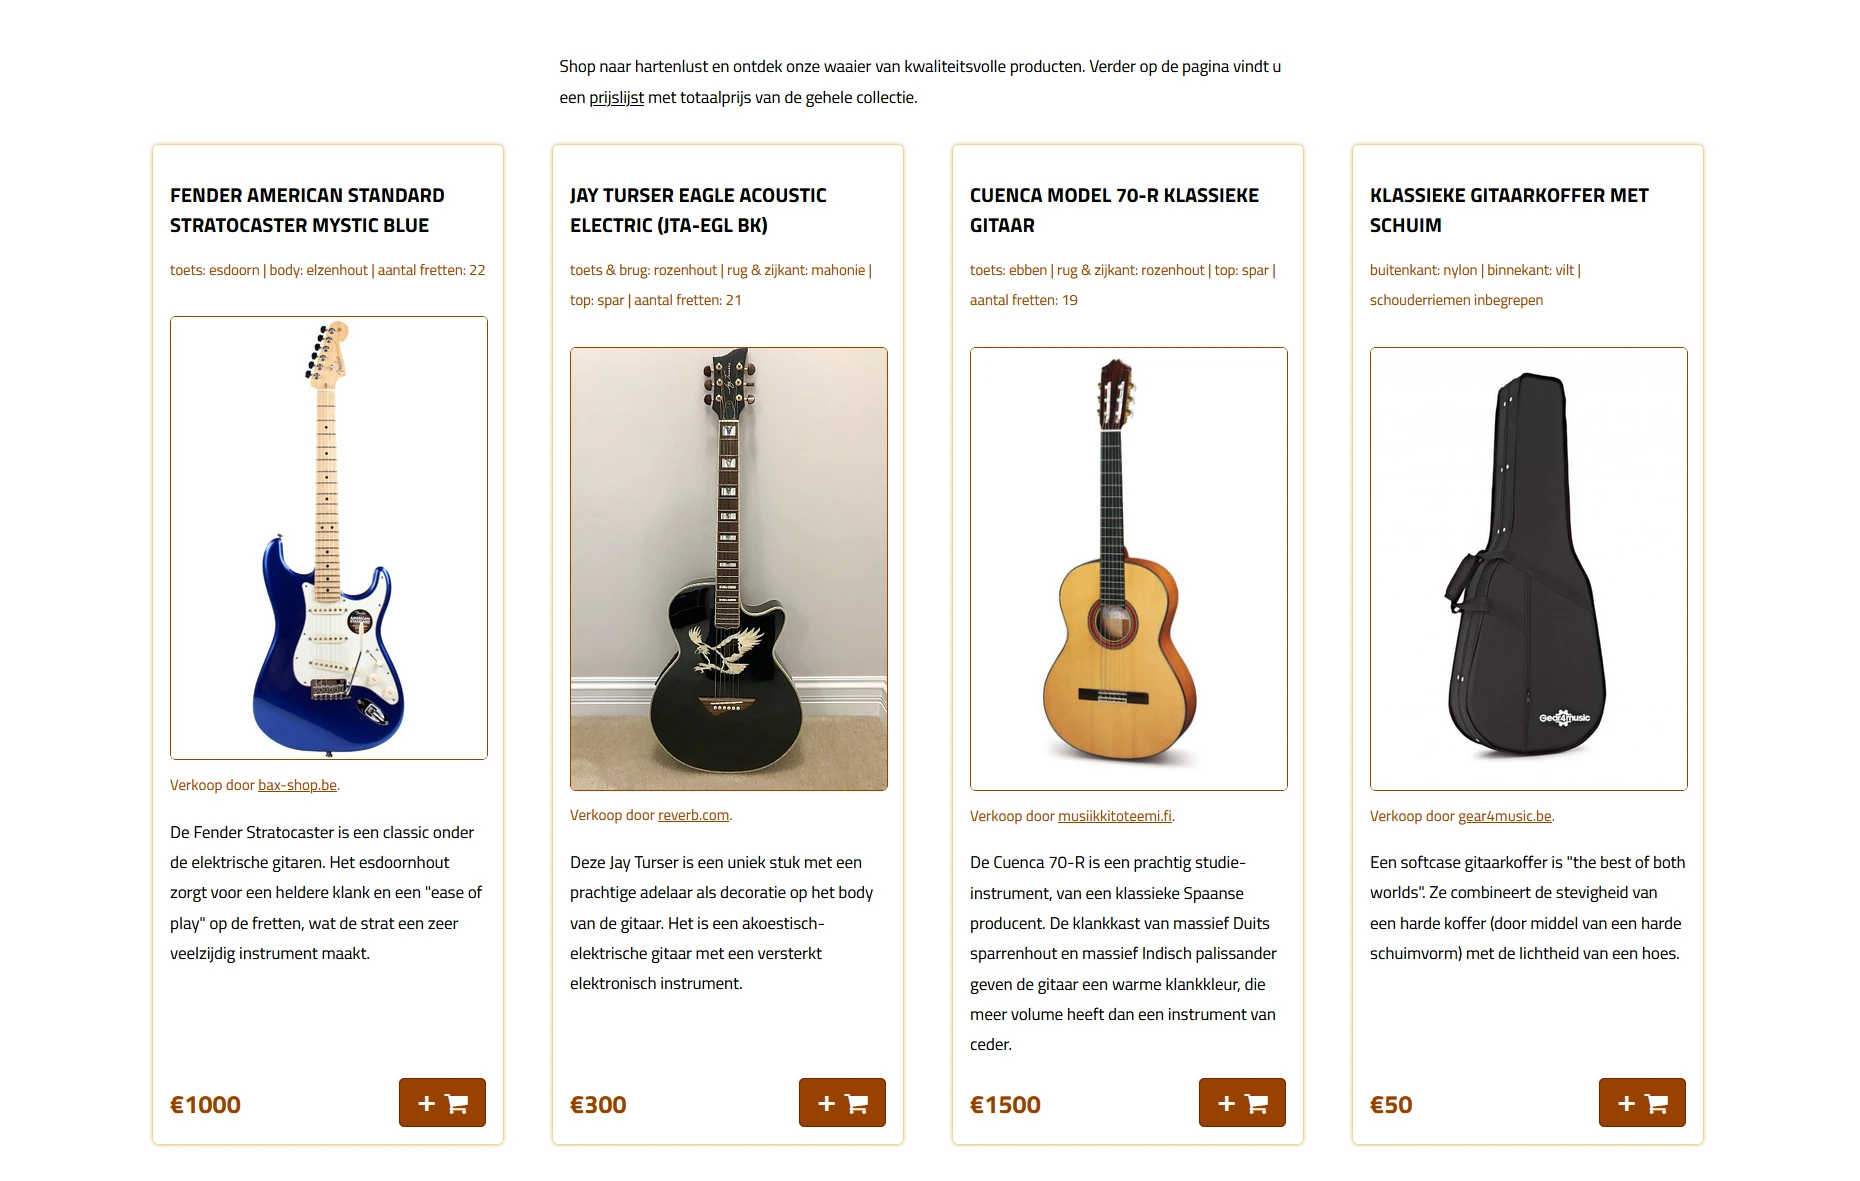 Shop naar hartenlust en ontdek onze waaier van kwaliteitsvolle producten. Verder op de pagina vindt u
een prijslijst met totaalprijs van de gehele collectie.
FENDER AMERICAN STANDARD
STRATOCASTER MYSTIC BLUE
toets: esdoorn | body: elzenhout | aantal fretten: 22
Verkoop door bax-shop.be.
De Fender Stratocaster is een classic onder
de elektrische gitaren. Het esdoornhout
zorgt voor een heldere klank en een "ease of
play" op de fretten, wat de strat een zeer
veelzijdig instrument maakt.
€1000
+
JAY TURSER EAGLE ACOUSTIC
ELECTRIC (JTA-EGL BK)
toets & brug: rozenhout | rug & zijkant: mahonie |
top: spar | aantal fretten: 21
Verkoop door reverb.com.
Deze Jay Turser is een uniek stuk met een
prachtige adelaar als decoratie op het body
van de gitaar. Het is een akoestisch-
elektrische gitaar met een versterkt
elektronisch instrument.
€300
+
CUENCA MODEL 70-R KLASSIEKE
GITAAR
toets: ebben | rug & zijkant: rozenhout | top: spar |
aantal fretten: 19
Verkoop door musiikkitoteemi.fi.
De Cuenca 70-R is een prachtig studie-
instrument, van een klassieke Spaanse
producent. De klankkast van massief Duits
sparrenhout en massief Indisch palissander
geven de gitaar een warme klankkleur, die
meer volume heeft dan een instrument van
ceder.
€1500
+
KLASSIEKE GITAARKOFFER MET
SCHUIM
buitenkant: nylon | binnekant: vilt |
schouderriemen inbegrepen
Gear4music
Verkoop door gear4music.be.
Een softcase gitaarkoffer is "the best of both
worlds". Ze combineert de stevigheid van
een harde koffer (door middel van een harde
schuimvorm) met de lichtheid van een hoes.
€50
+